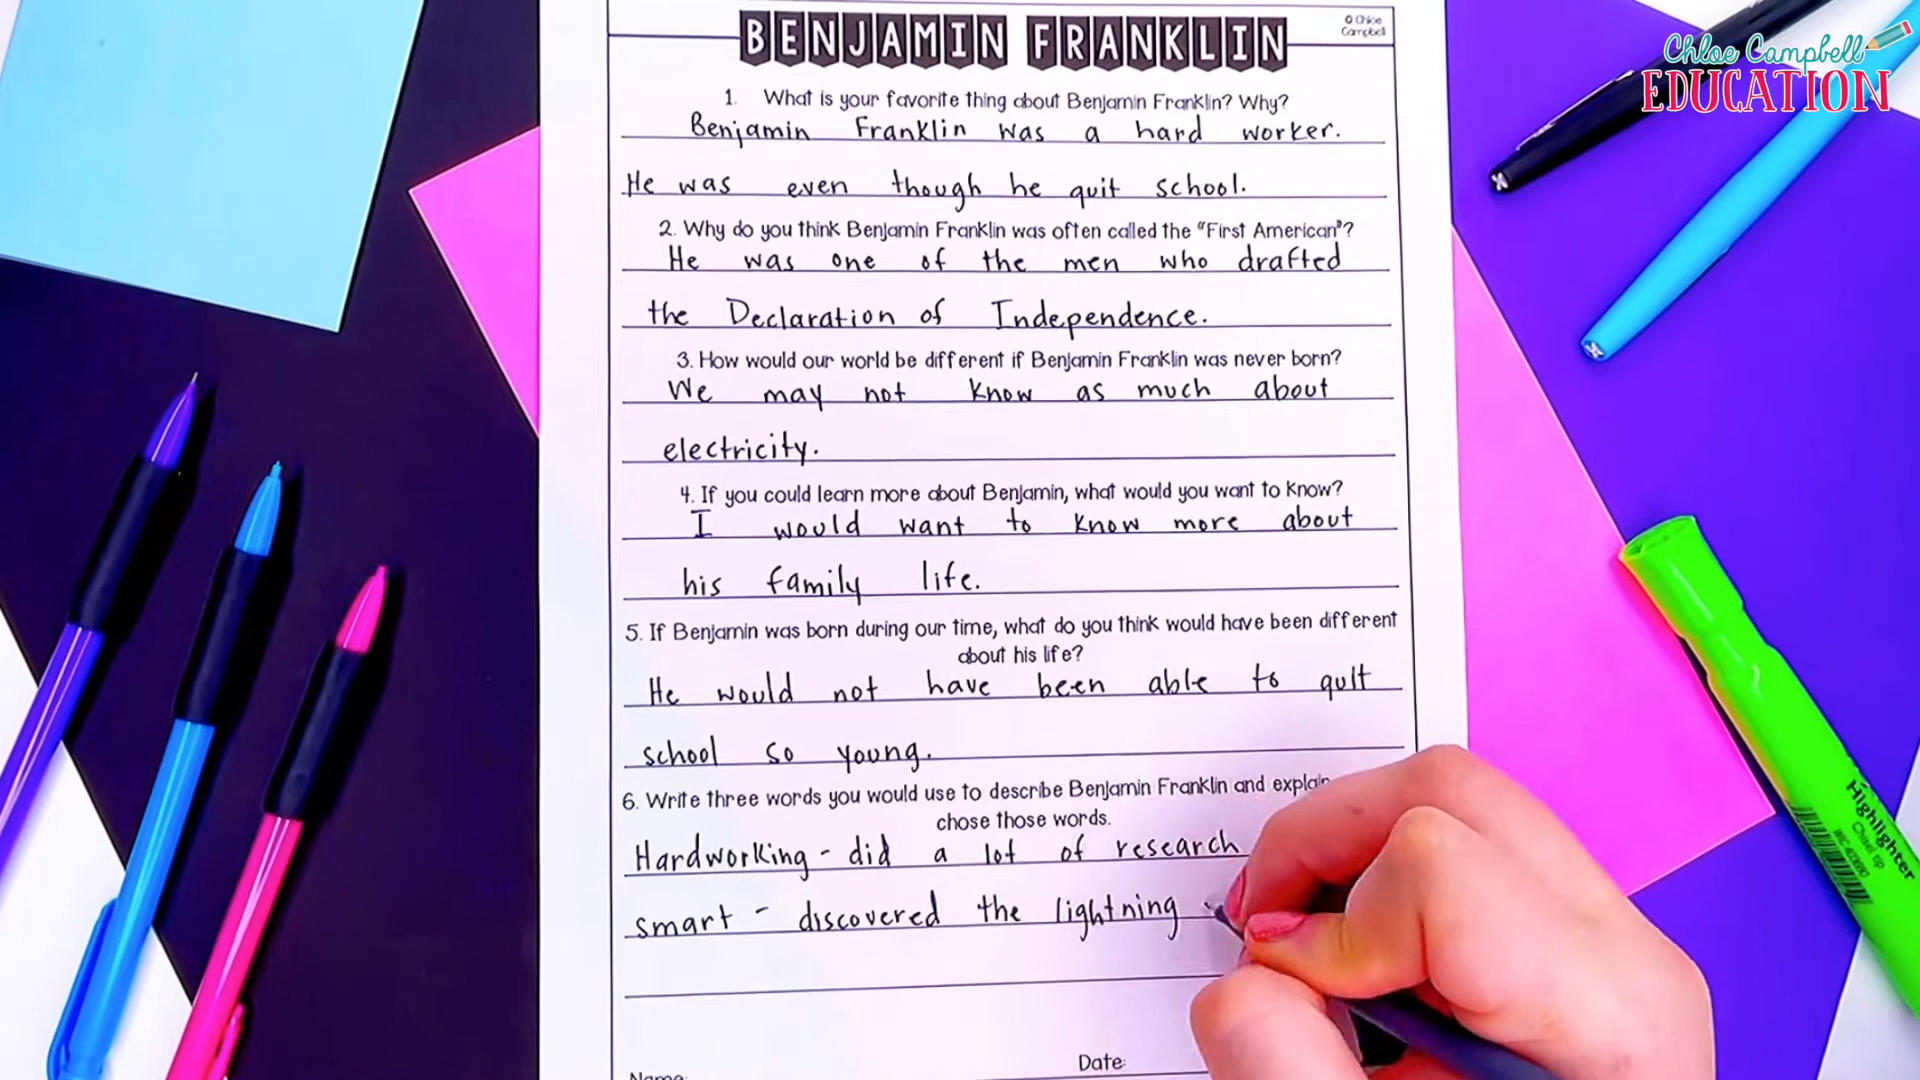 BENJAMIN FRANKLIN
© Chloe
Campbell
Chloe Campbell
EDUCATION
1. What is your favorite thing about Benjamin Franklin? Why?
Benjamin Franklin was a hard worker.
He was even though he quit school.
2. Why do you think Benjamin Franklin was often called the "First American"?
He was one of the men who drafted
the Declaration of Independence.
3. How would our world be different if Benjamin Franklin was never born?
We may not know as much about
electricity.
4. If you could learn more about Benjamin, what would you want to know?
I would want to know more about
his family life.
5. If Benjamin was born during our time, what do you think would have been different
about his life?
He would not have been able to quit
school so young.
6. Write three words you would use to describe Benjamin Franklin and explain
chose those words.
Hardworking - did a lot of research
smart - discovered the lightning
Name:
Date:
Highlighter
Chisel tip